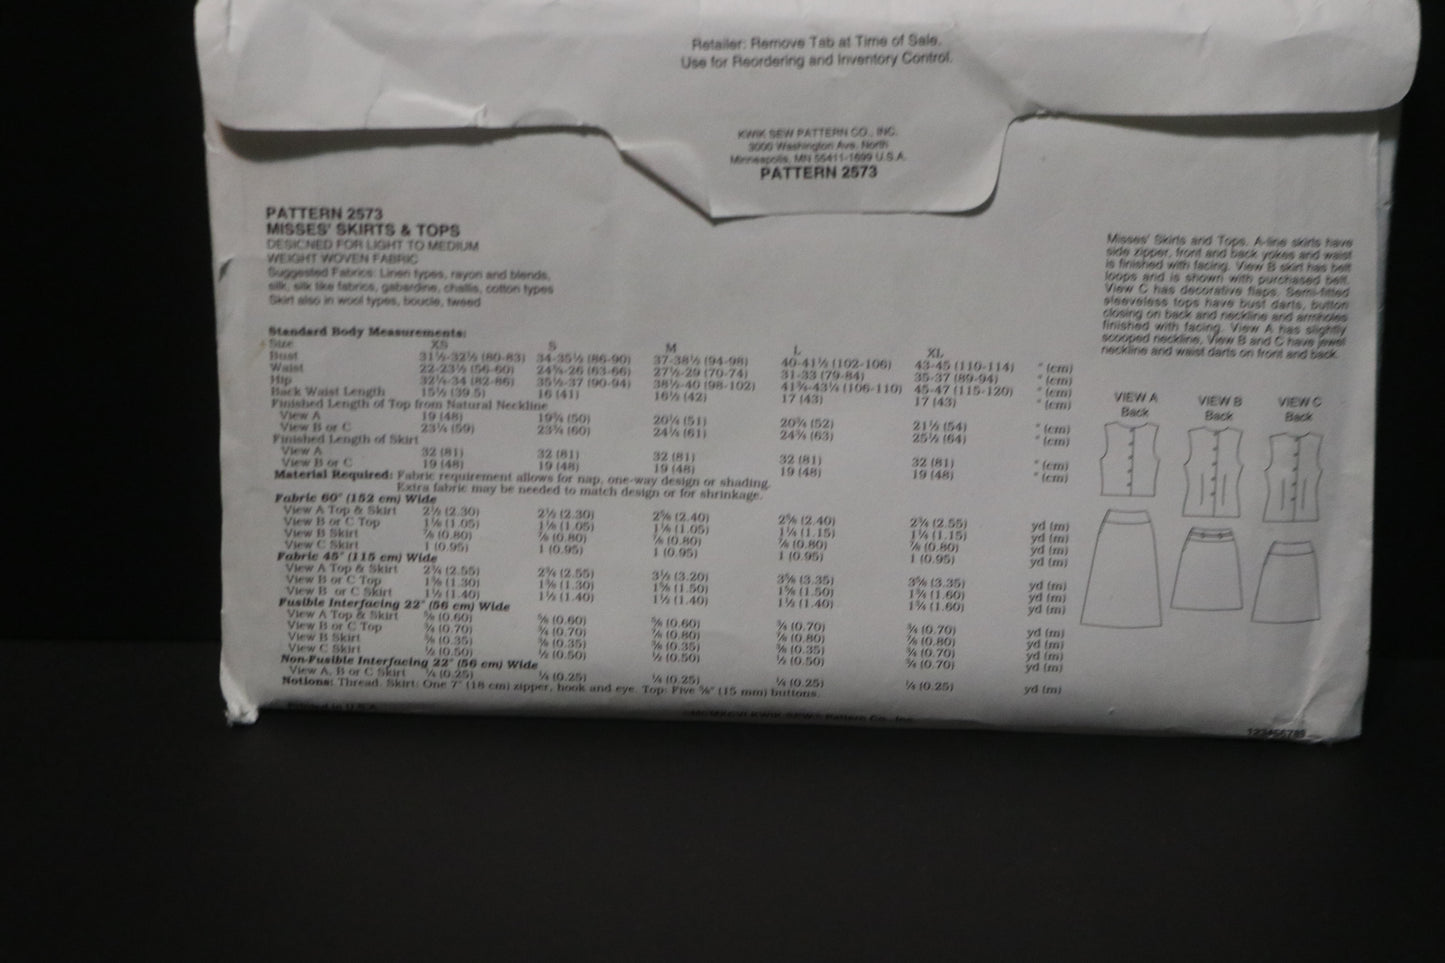 Retailer: Remove Tab at Time of Sale.
Use for Reordering and Inventory Control.
KWIK SEW PATTERN CO., INC.
3000 Washington Ave. North
Minneapolis, MN 55411-1699 U.S.A.
PATTERN 2573
PATTERN 2573
MISSES' SKIRTS & TOPS
DESIGNED FOR LIGHT TO MEDIUM
WEIGHT WOVEN FABRIC
Suggested Fabrics: Linen types, rayon and blends,
silk, silk like fabrics, gabardine, challis, cotton types
Skirt also in wool types, boucle, tweed
Misses' Skirts and Tops. A-line skirts have
side zipper, front and back yokes and waist
is finished with facing. View B skirt has belt
loops and is shown with purchased belt.
View C has decorative flaps. Semi-fitted
sleeveless tops have bust darts, button
closing on back and neckline and armholes
finished with facing. View A has slightly
scooped neckline, View B and C have jewel
neckline and waist darts on front and back.
Standard Body Measurements:
Size XS S M L XL
Bust 31½-32½ (80-83) 34-35½ (86-90) 37-38½ (94-98) 40-41½ (102-106) 43-45 (110-114) " (cm)
Waist 22-23½ (56-60) 24¾-26 (63-66) 27½-29 (70-74) 31-33 (79-84) 35-37 (89-94) " (cm)
Hip 32¼-34 (82-86) 35½-37 (90-94) 38½-40 (98-102) 41¾-43¼ (106-110) 45-47 (115-120) " (cm)
Back Waist Length 15½ (39.5) 16 (41) 16½ (42) 17 (43) 17 (43) " (cm)
Finished Length of Top from Natural Neckline
View A 19 (48) 19¾ (50) 20¼ (51) 20¾ (52) 21½ (54) " (cm)
View B or C 23¼ (59) 23¾ (60) 24¼ (61) 24¾ (63) 25½ (64) " (cm)
Finished Length of Skirt
View A 32 (81) 32 (81) 32 (81) 32 (81) 32 (81) " (cm)
View B or C 19 (48) 19 (48) 19 (48) 19 (48) 19 (48) " (cm)
Material Required: Fabric requirement allows for nap, one-way design or shading.
Extra fabric may be needed to match design or for shrinkage.
Fabric 60" (152 cm) Wide
View A Top & Skirt 2½ (2.30) 2½ (2.30) 2⅝ (2.40) 2⅝ (2.40) 2¾ (2.55) yd (m)
View B or C Top 1⅛ (1.05) 1⅛ (1.05) 1⅛ (1.05) 1¼ (1.15) 1¼ (1.15) yd (m)
View B Skirt ⅞ (0.80) ⅞ (0.80) ⅞ (0.80) ⅞ (0.80) ⅞ (0.80) yd (m)
View C Skirt 1 (0.95) 1 (0.95) 1 (0.95) 1 (0.95) 1 (0.95) yd (m)
Fabric 45" (115 cm) Wide
View A Top & Skirt 2¾ (2.55) 2¾ (2.55) 3½ (3.20) 3⅝ (3.35) 3⅝ (3.35) yd (m)
View B or C Top 1⅜ (1.30) 1⅜ (1.30) 1⅝ (1.50) 1⅝ (1.50) 1¾ (1.60) yd (m)
View B or C Skirt 1½ (1.40) 1½ (1.40) 1½ (1.40) 1½ (1.40) 1¾ (1.60) yd (m)
Fusible Interfacing 22" (56 cm) Wide
View A Top & Skirt ⅝ (0.60) ⅝ (0.60) ⅝ (0.60) ¾ (0.70) ¾ (0.70) yd (m)
View B or C Top ¾ (0.70) ¾ (0.70) ⅞ (0.80) ⅞ (0.80) ⅞ (0.80) yd (m)
View B Skirt ⅜ (0.35) ⅜ (0.35) ⅜ (0.35) ⅜ (0.35) ¾ (0.70) yd (m)
View C Skirt ½ (0.50) ½ (0.50) ½ (0.50) ½ (0.50) ¾ (0.70) yd (m)
Non-Fusible Interfacing 22" (56 cm) Wide
View A, B or C Skirt ¼ (0.25) ¼ (0.25) ¼ (0.25) ¼ (0.25) ¼ (0.25) yd (m)
Notions: Thread. Skirt: One 7" (18 cm) zipper, hook and eye. Top: Five ⅝" (15 mm) buttons.
VIEW A
Back
VIEW B
Back
VIEW C
Back
Printed in U.S.A.
KWIK SEW® Pattern Co., Inc.
123456789